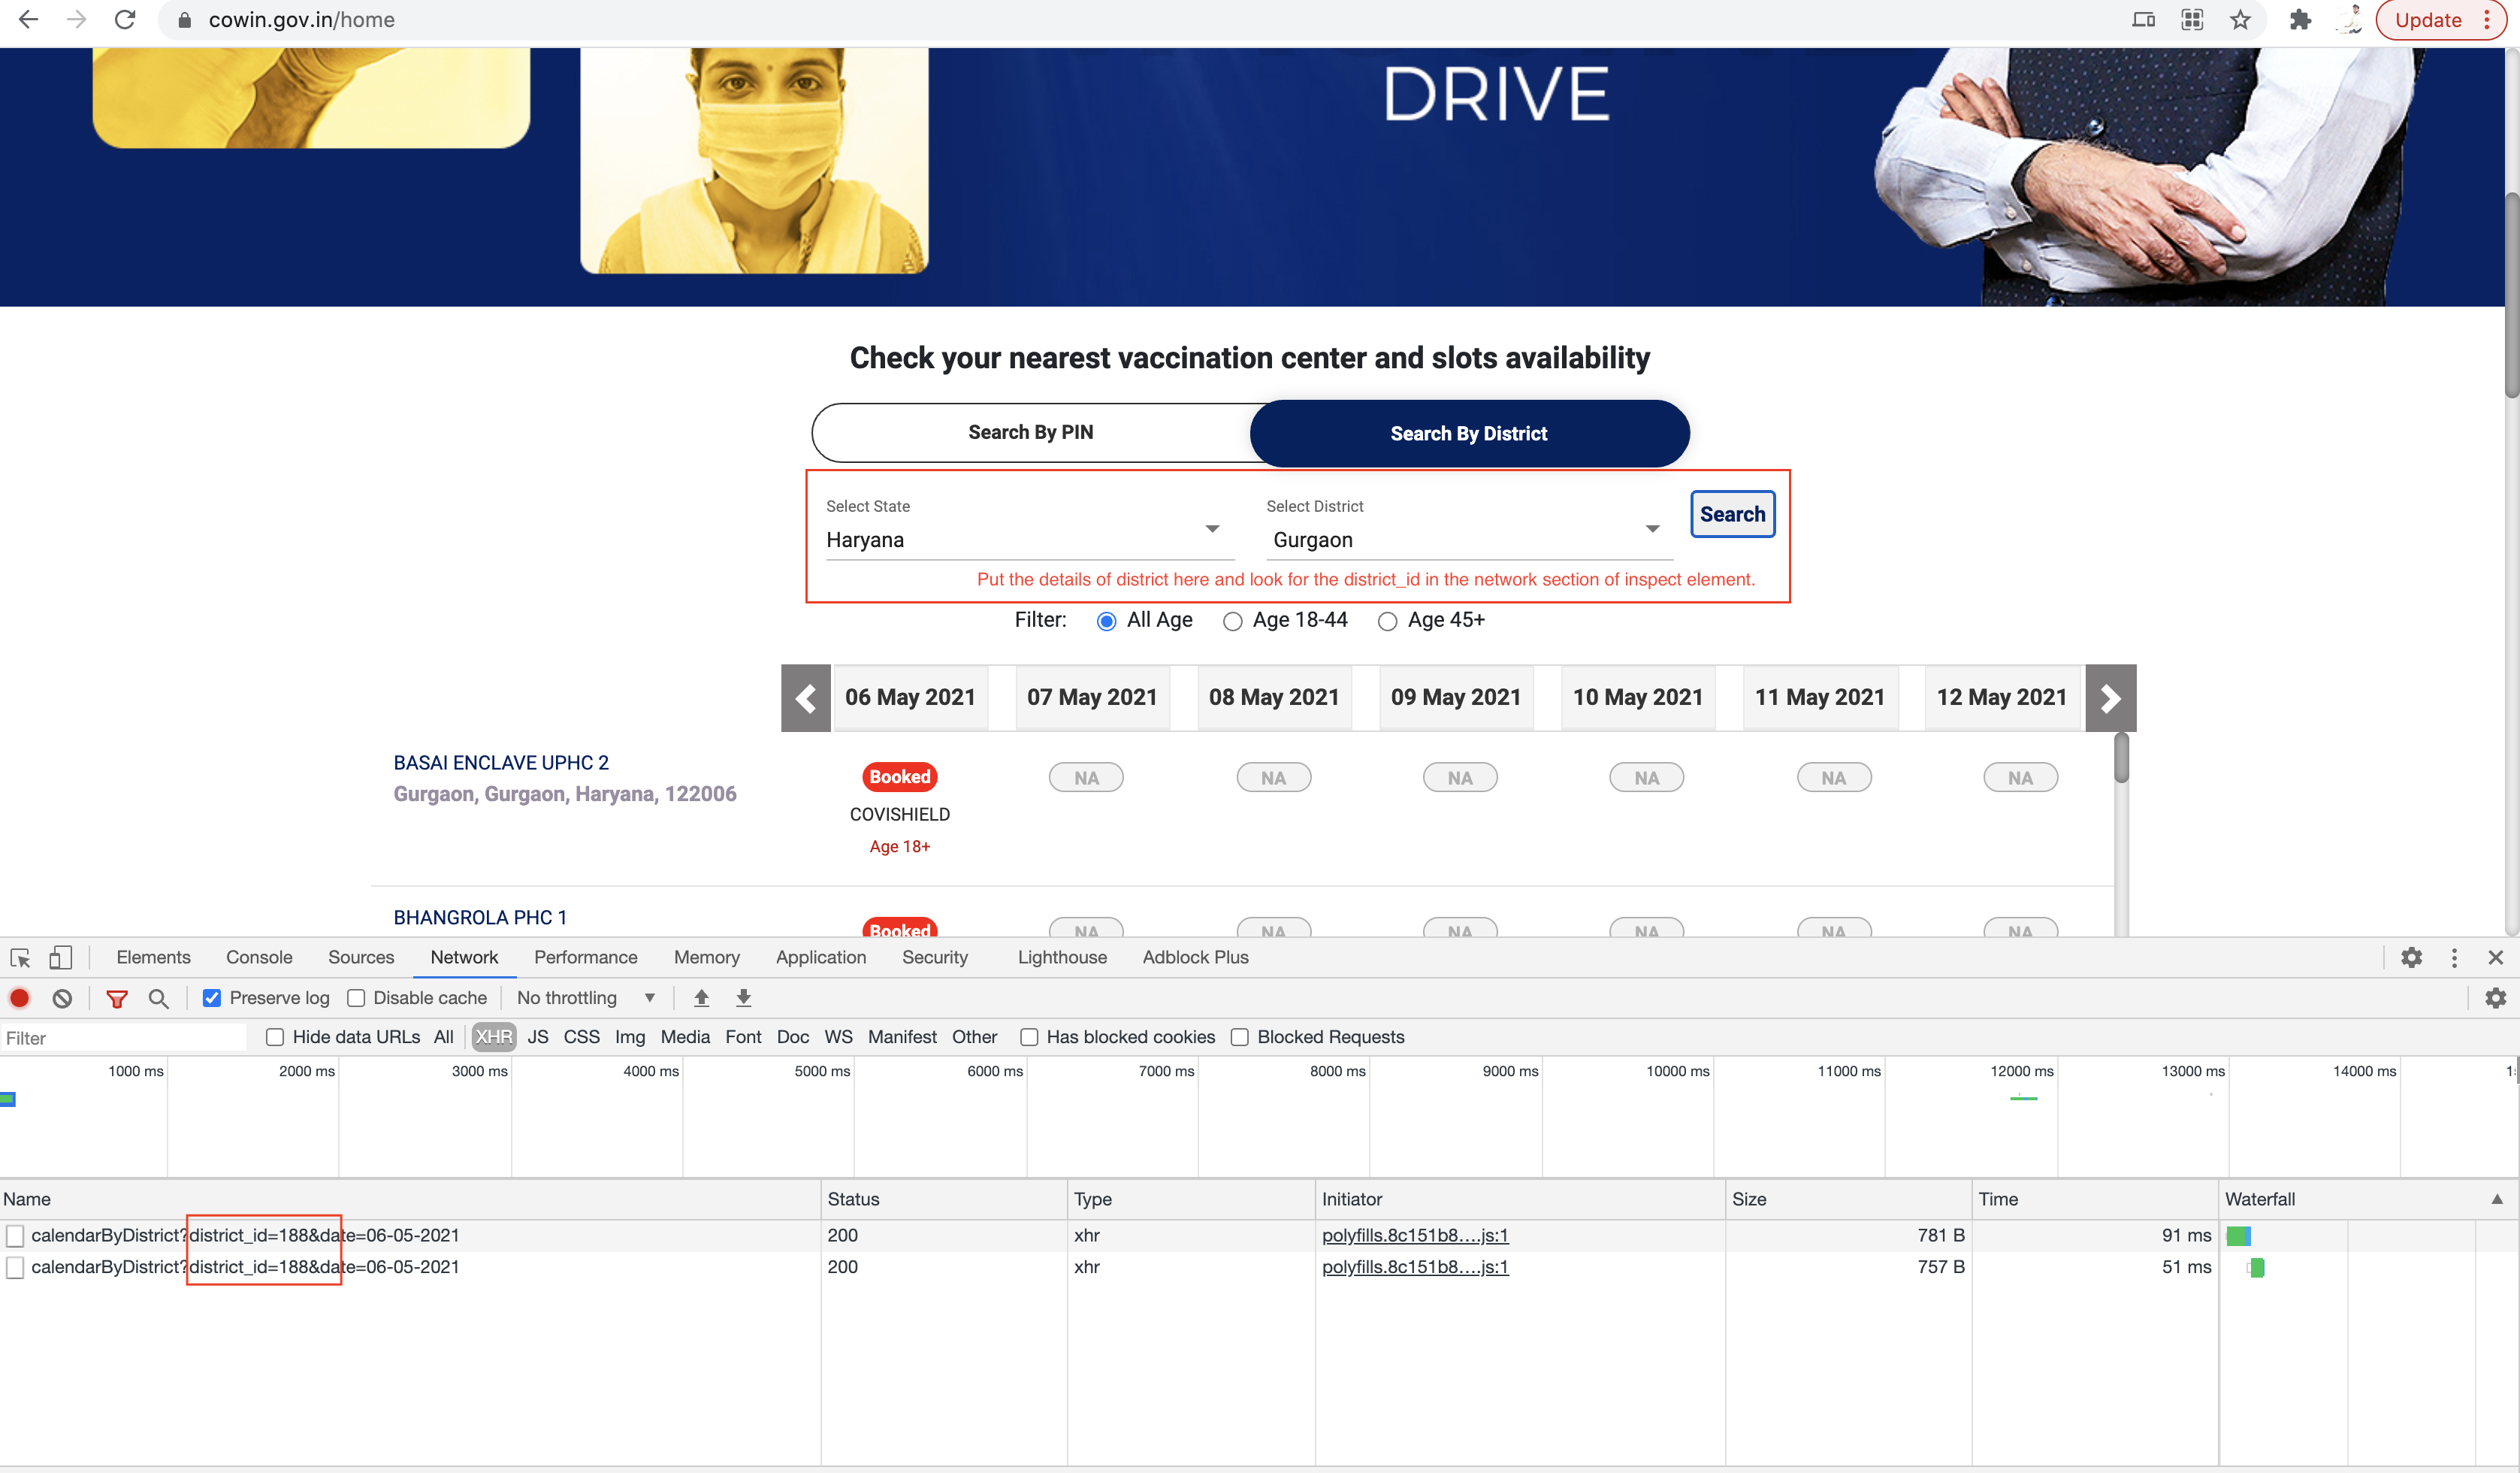 cowin.gov.in/home
Update
DRIVE
Check your nearest vaccination center and slots availability
Search By PIN
Search By District
Select State
Select District
Search
Haryana
Gurgaon
Put the details of district here and look for the district_id in the network section of inspect element.
Filter: All Age Age 18-44 Age 45+
06 May 2021 07 May 2021 08 May 2021 09 May 2021 10 May 2021 11 May 2021 12 May 2021
BASAI ENCLAVE UPHC 2
Booked NA NA NA NA NA NA
Gurgaon, Gurgaon, Haryana, 122006
COVISHIELD
Age 18+
BHANGROLA PHC 1
Booked NA NA NA NA NA NA
Elements Console Sources Network Performance Memory Application Security Lighthouse Adblock Plus
Preserve log Disable cache No throttling
Filter Hide data URLs All XHR JS CSS Img Media Font Doc WS Manifest Other Has blocked cookies Blocked Requests
1000 ms 2000 ms 3000 ms 4000 ms 5000 ms 6000 ms 7000 ms 8000 ms 9000 ms 10000 ms 11000 ms 12000 ms 13000 ms 14000 ms
Name Status Type Initiator Size Time Waterfall
calendarByDistrict?district_id=188&date=06-05-2021 200 xhr polyfills.8c151b8….js:1 781 B 91 ms
calendarByDistrict?district_id=188&date=06-05-2021 200 xhr polyfills.8c151b8….js:1 757 B 51 ms